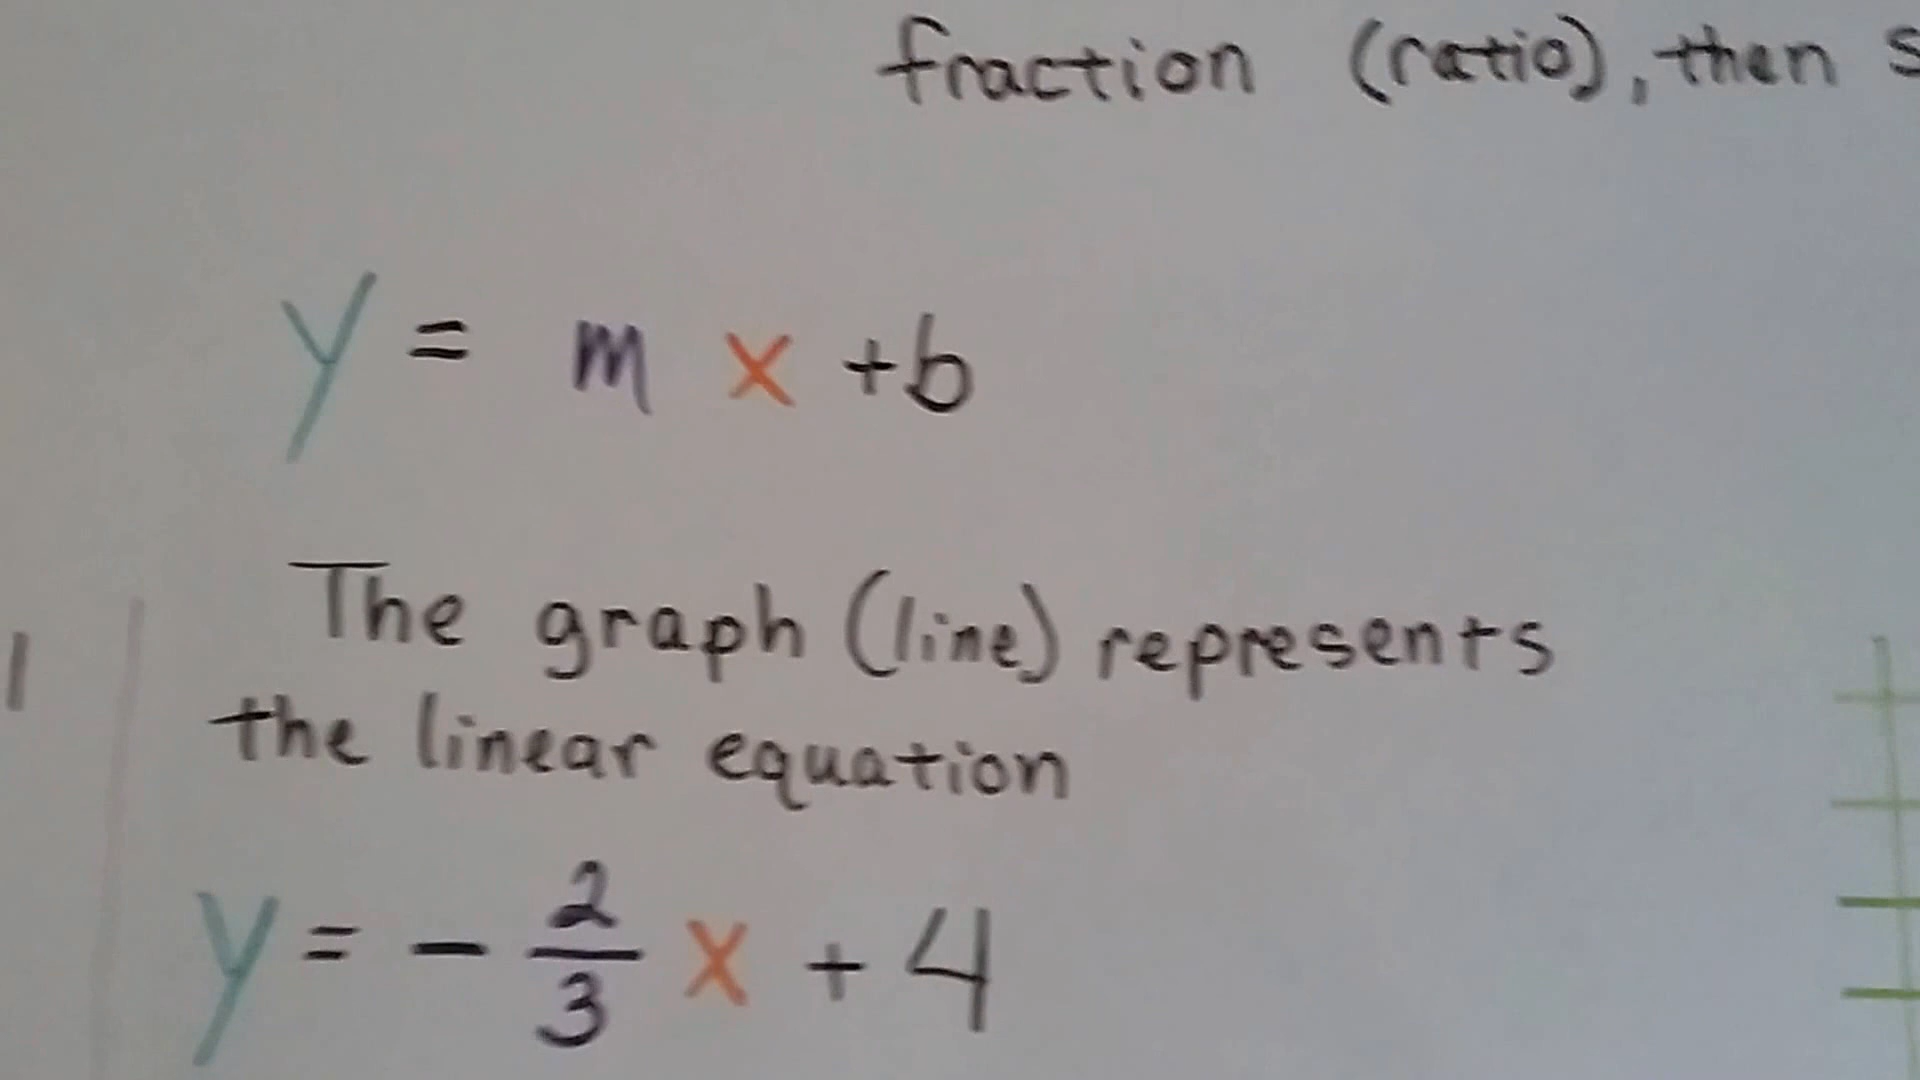 fraction (ratio), then s
y = m x + b
The graph (line) represents
the linear equation
y = - 2/3 x + 4